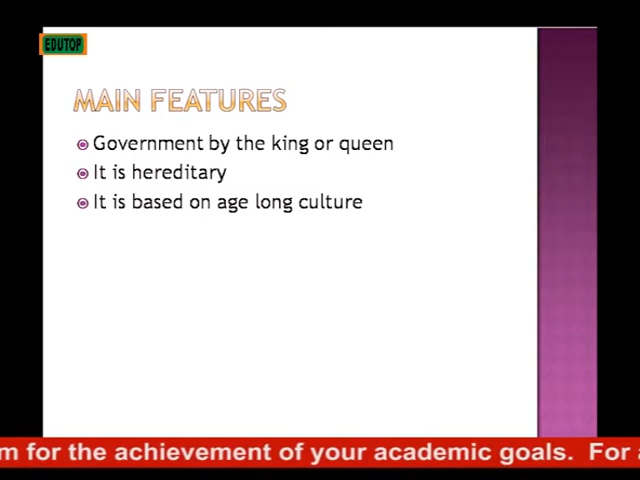 EDUTOP
MAIN FEATURES
Government by the king or queen
It is hereditary
It is based on age long culture
for the achievement of your academic goals. For